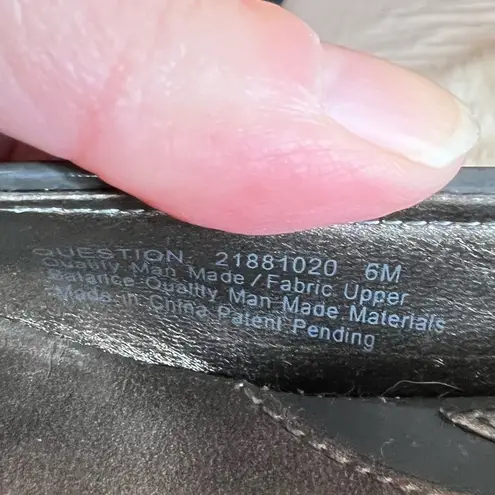 QUESTION 21881020 6M
Quality Man Made / Fabric Upper
Balance-Quality Man Made Materials
Made in China Patent Pending